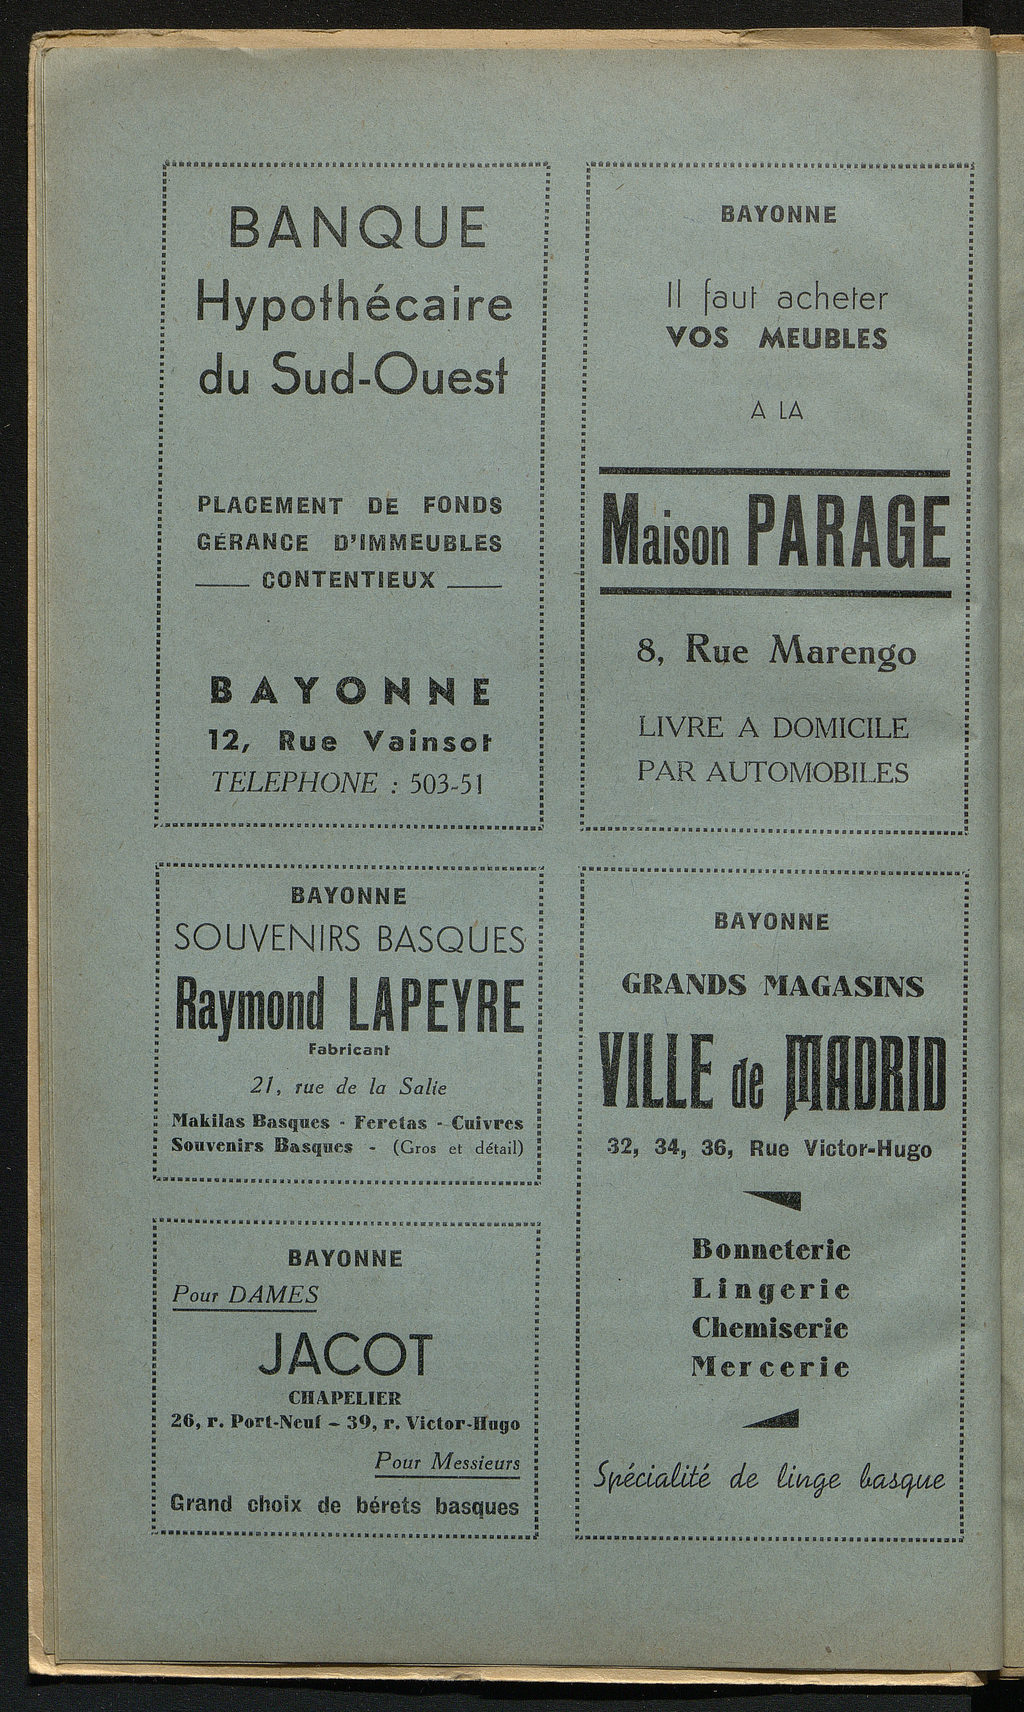 BANQUE
Hypothécaire
du Sud-Ouest
PLACEMENT DE FONDS
GÉRANCE D'IMMEUBLES
CONTENTIEUX
BAYONNE
12, Rue Vainsot
TELEPHONE : 503-51
BAYONNE
Il faut acheter
VOS MEUBLES
A LA
Maison PARAGE
8, Rue Marengo
LIVRE A DOMICILE
PAR AUTOMOBILES
BAYONNE
SOUVENIRS BASQUES
Raymond LAPEYRE
Fabricant
21, rue de la Salie
Makilas Basques - Feretas - Cuivres
Souvenirs Basques - (Gros et détail)
BAYONNE
Pour DAMES
JACOT
CHAPELIER
26, r. Port-Neuf - 39, r. Victor-Hugo
Pour Messieurs
Grand choix de bérets basques
BAYONNE
GRANDS MAGASINS
VILLE de MADRID
32, 34, 36, Rue Victor-Hugo
Bonneterie
Lingerie
Chemiserie
Mercerie
Spécialité de linge basque